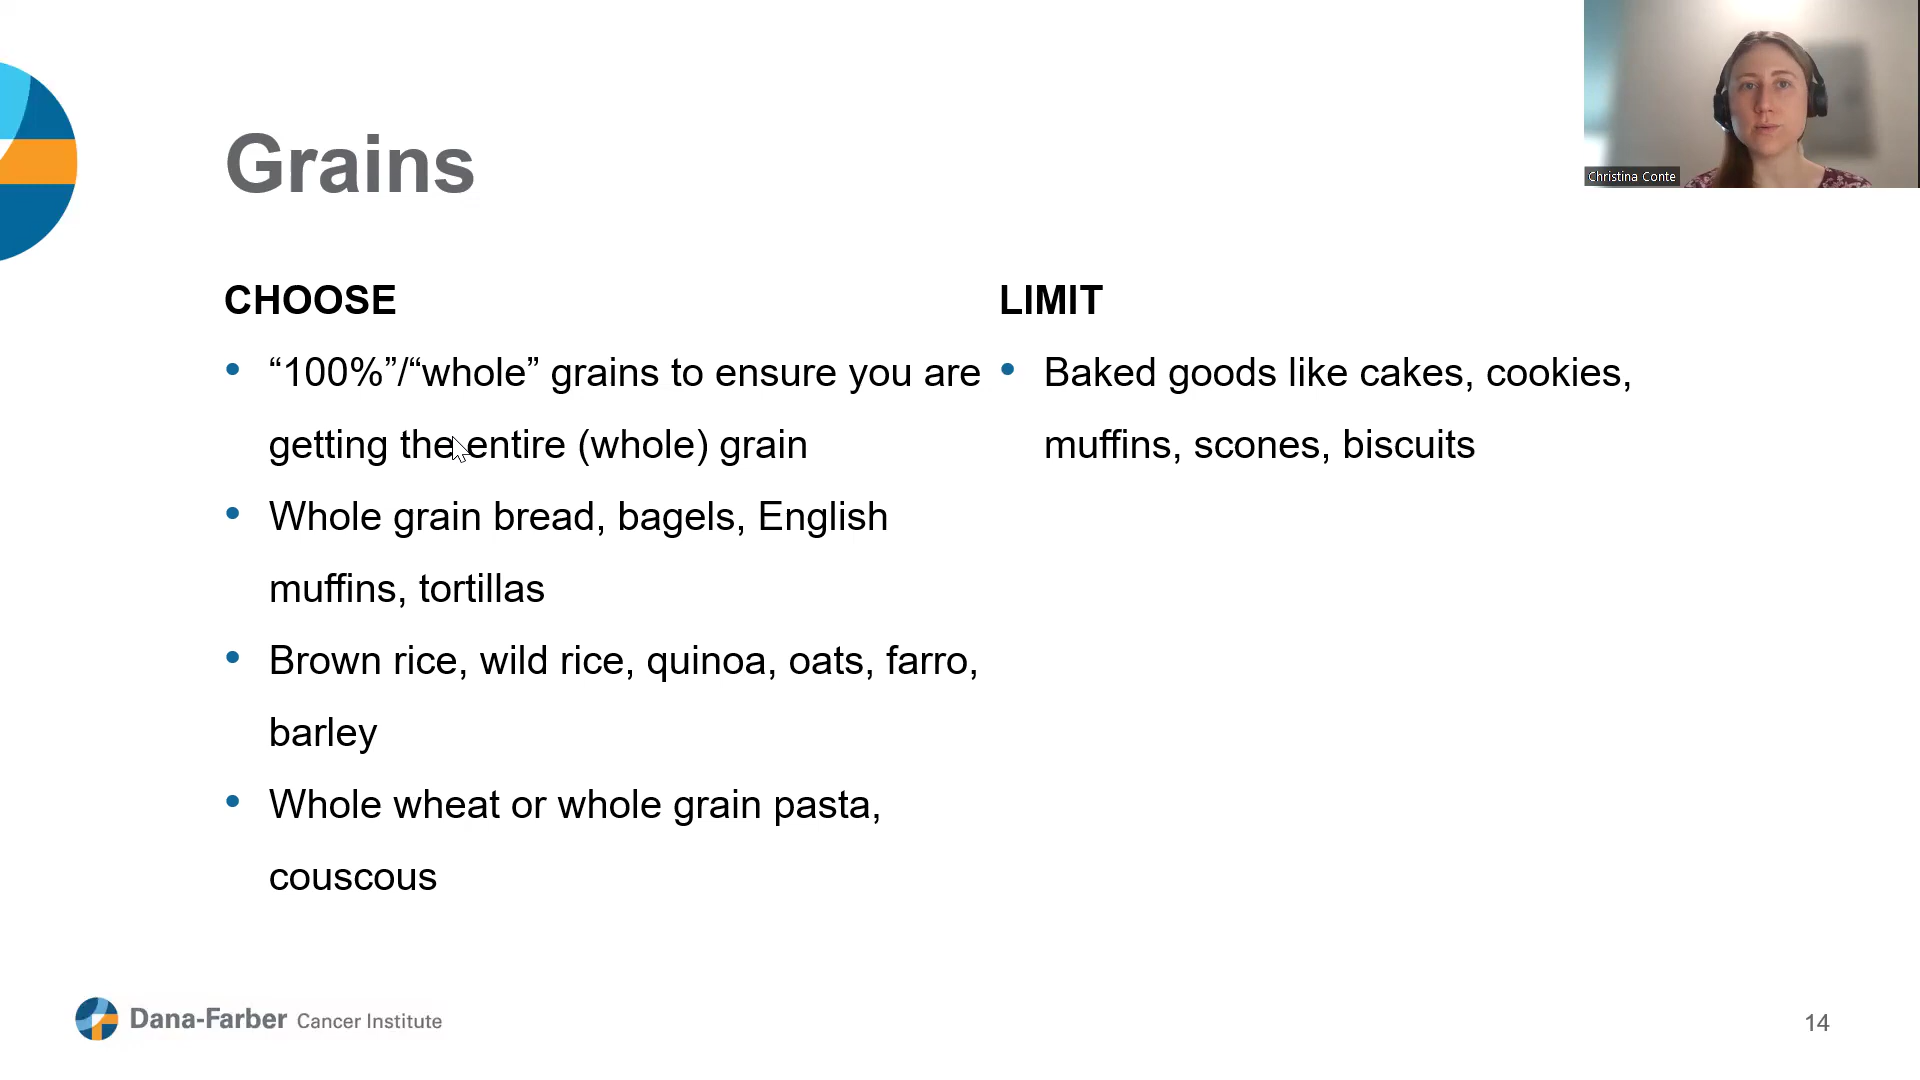 Christina Conte
Grains
CHOOSE
• “100%”/“whole” grains to ensure you are
getting the entire (whole) grain
• Whole grain bread, bagels, English
muffins, tortillas
• Brown rice, wild rice, quinoa, oats, farro,
barley
• Whole wheat or whole grain pasta,
couscous
LIMIT
• Baked goods like cakes, cookies,
muffins, scones, biscuits
Dana-Farber Cancer Institute
14